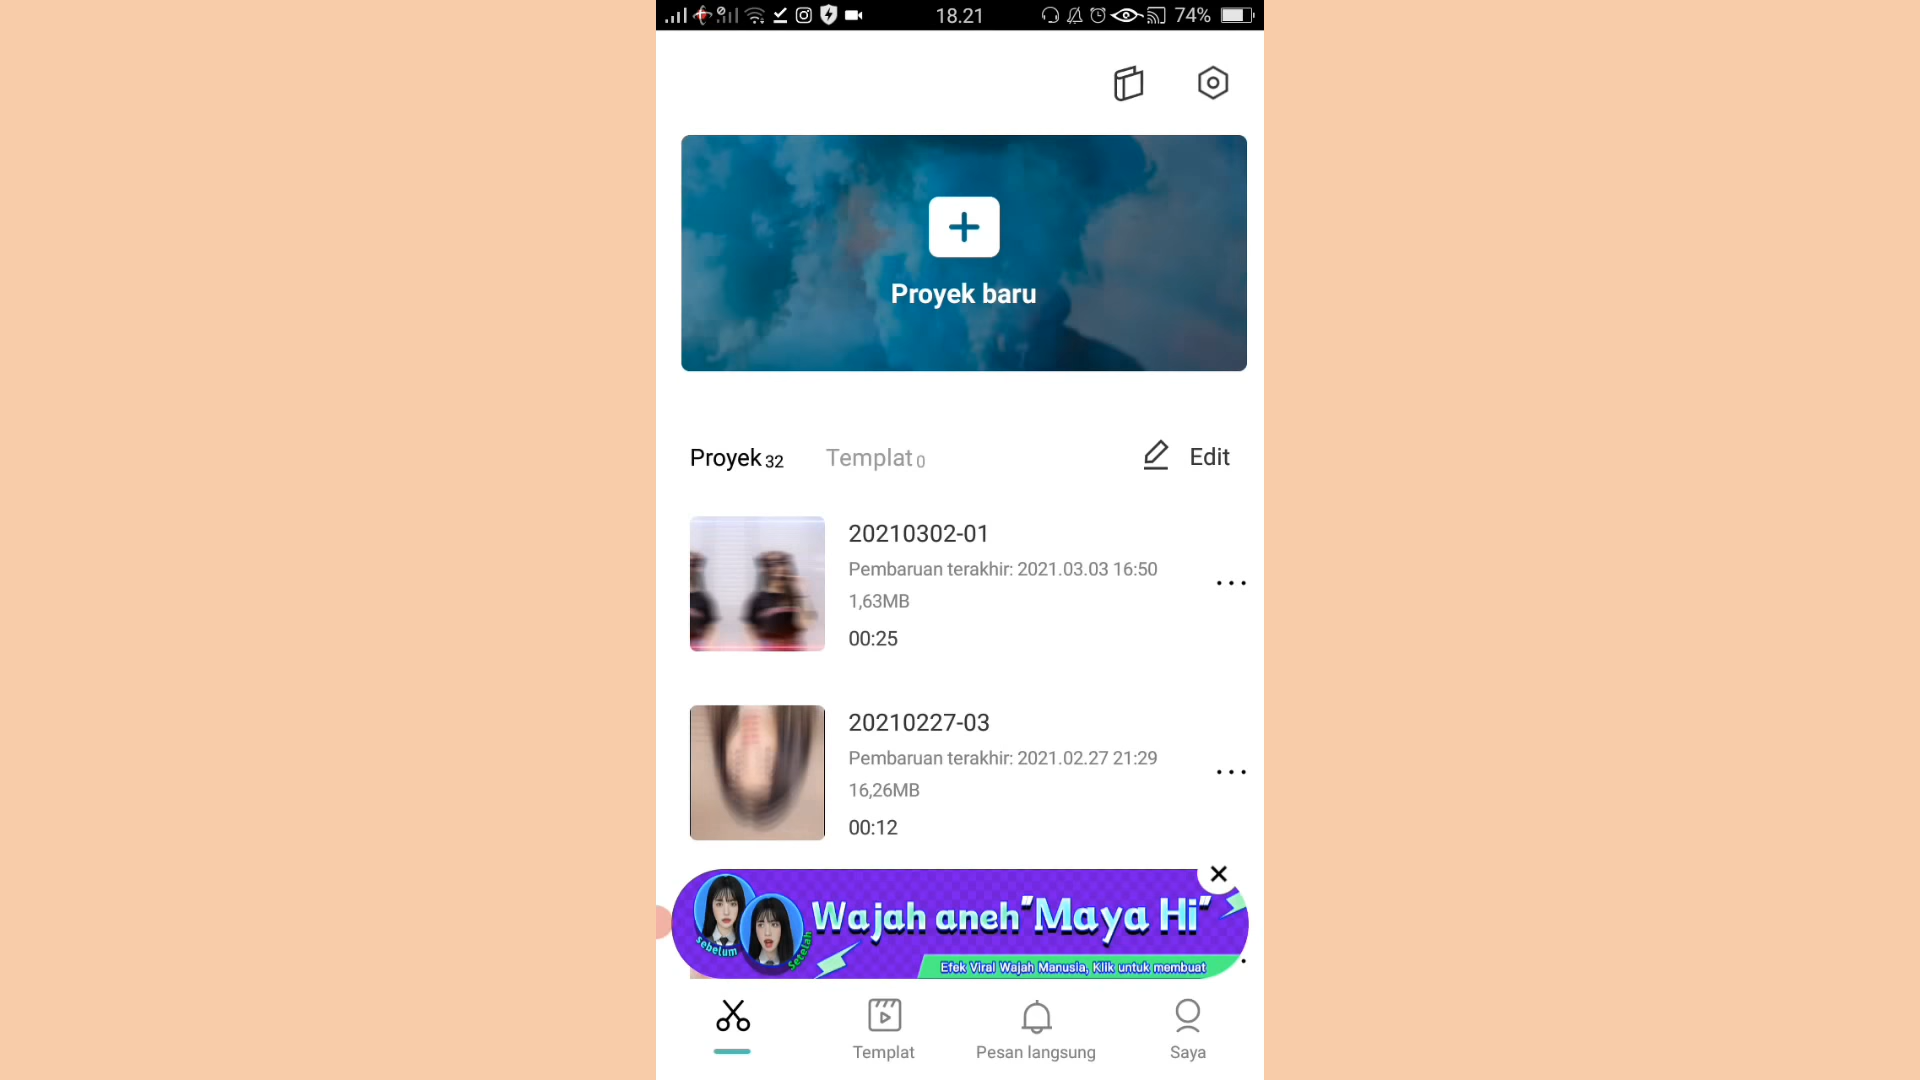 18.21
74%
Proyek baru
Proyek 32
Templat 0
Edit
20210302-01
Pembaruan terakhir: 2021.03.03 16:50
1,63MB
00:25
20210227-03
Pembaruan terakhir: 2021.02.27 21:29
16,26MB
00:12
Wajah aneh "Maya Hi"
sebelum
Setelah
Efek Viral Wajah Manusia, Klik untuk membuat
Templat
Pesan langsung
Saya